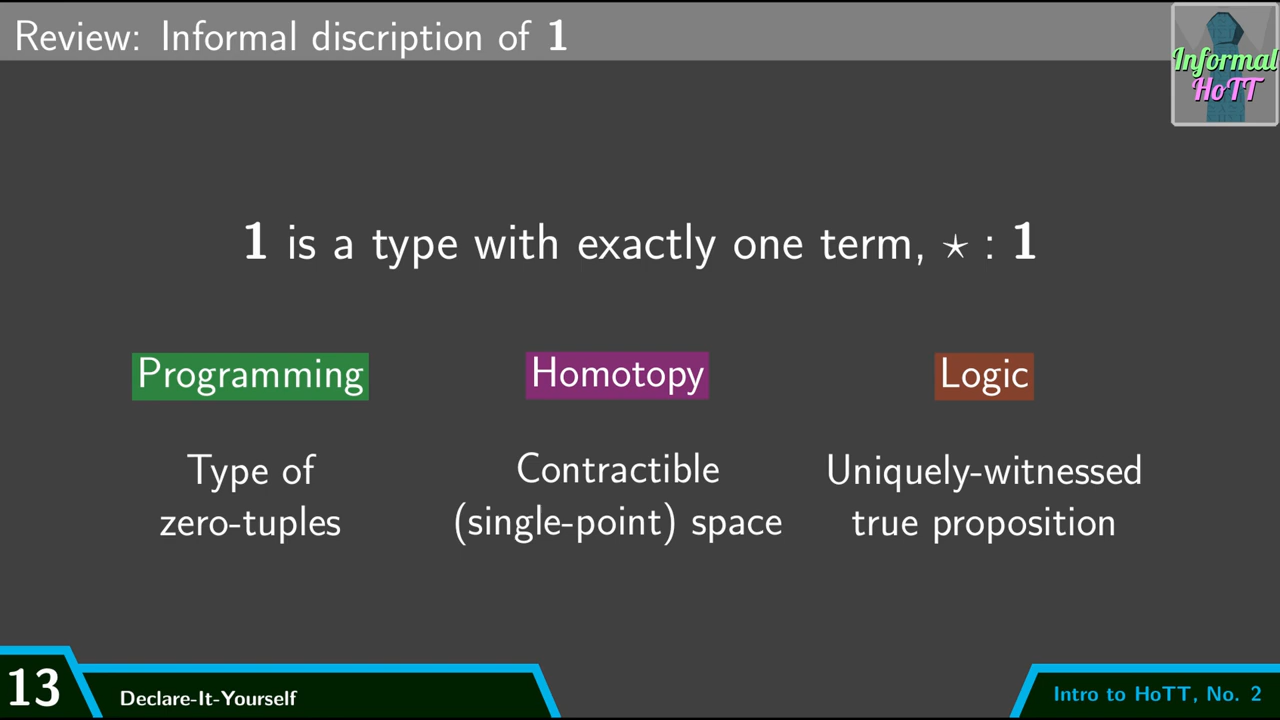 Review: Informal discription of 1
Informal
HoTT
1 is a type with exactly one term, ⋆ : 1
Programming
Homotopy
Logic
Type of
zero-tuples
Contractible
(single-point) space
Uniquely-witnessed
true proposition
13
Declare-It-Yourself
Intro to HoTT, No. 2